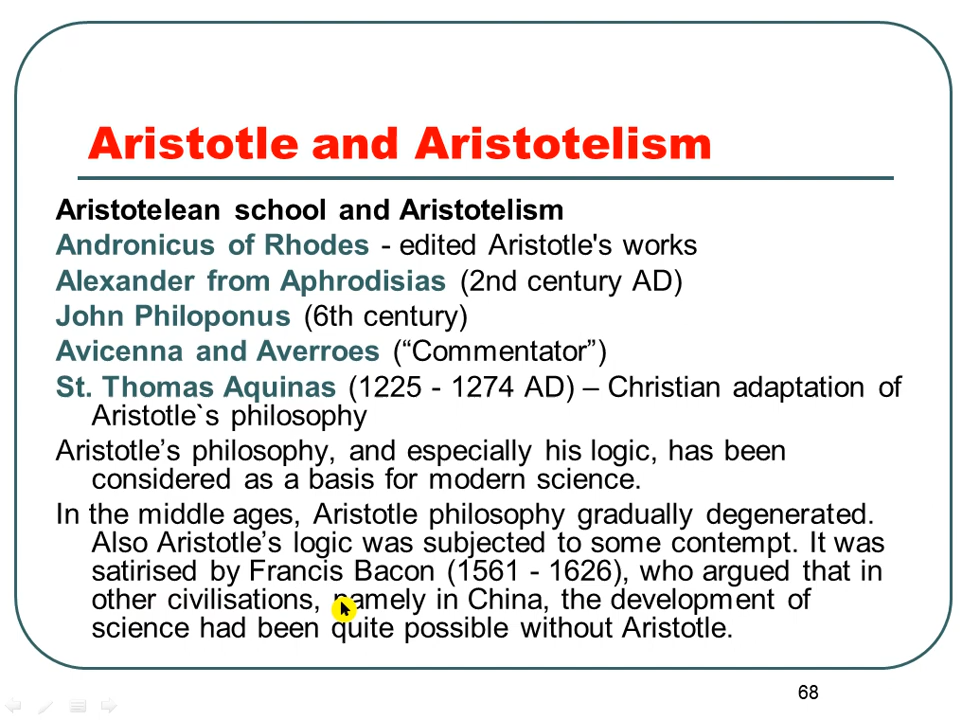 Aristotle and Aristotelism
Aristotelean school and Aristotelism
Andronicus of Rhodes - edited Aristotle's works
Alexander from Aphrodisias (2nd century AD)
John Philoponus (6th century)
Avicenna and Averroes (“Commentator”)
St. Thomas Aquinas (1225 - 1274 AD) – Christian adaptation of
Aristotle`s philosophy
Aristotle’s philosophy, and especially his logic, has been
considered as a basis for modern science.
In the middle ages, Aristotle philosophy gradually degenerated.
Also Aristotle’s logic was subjected to some contempt. It was
satirised by Francis Bacon (1561 - 1626), who argued that in
other civilisations, namely in China, the development of
science had been quite possible without Aristotle.
68